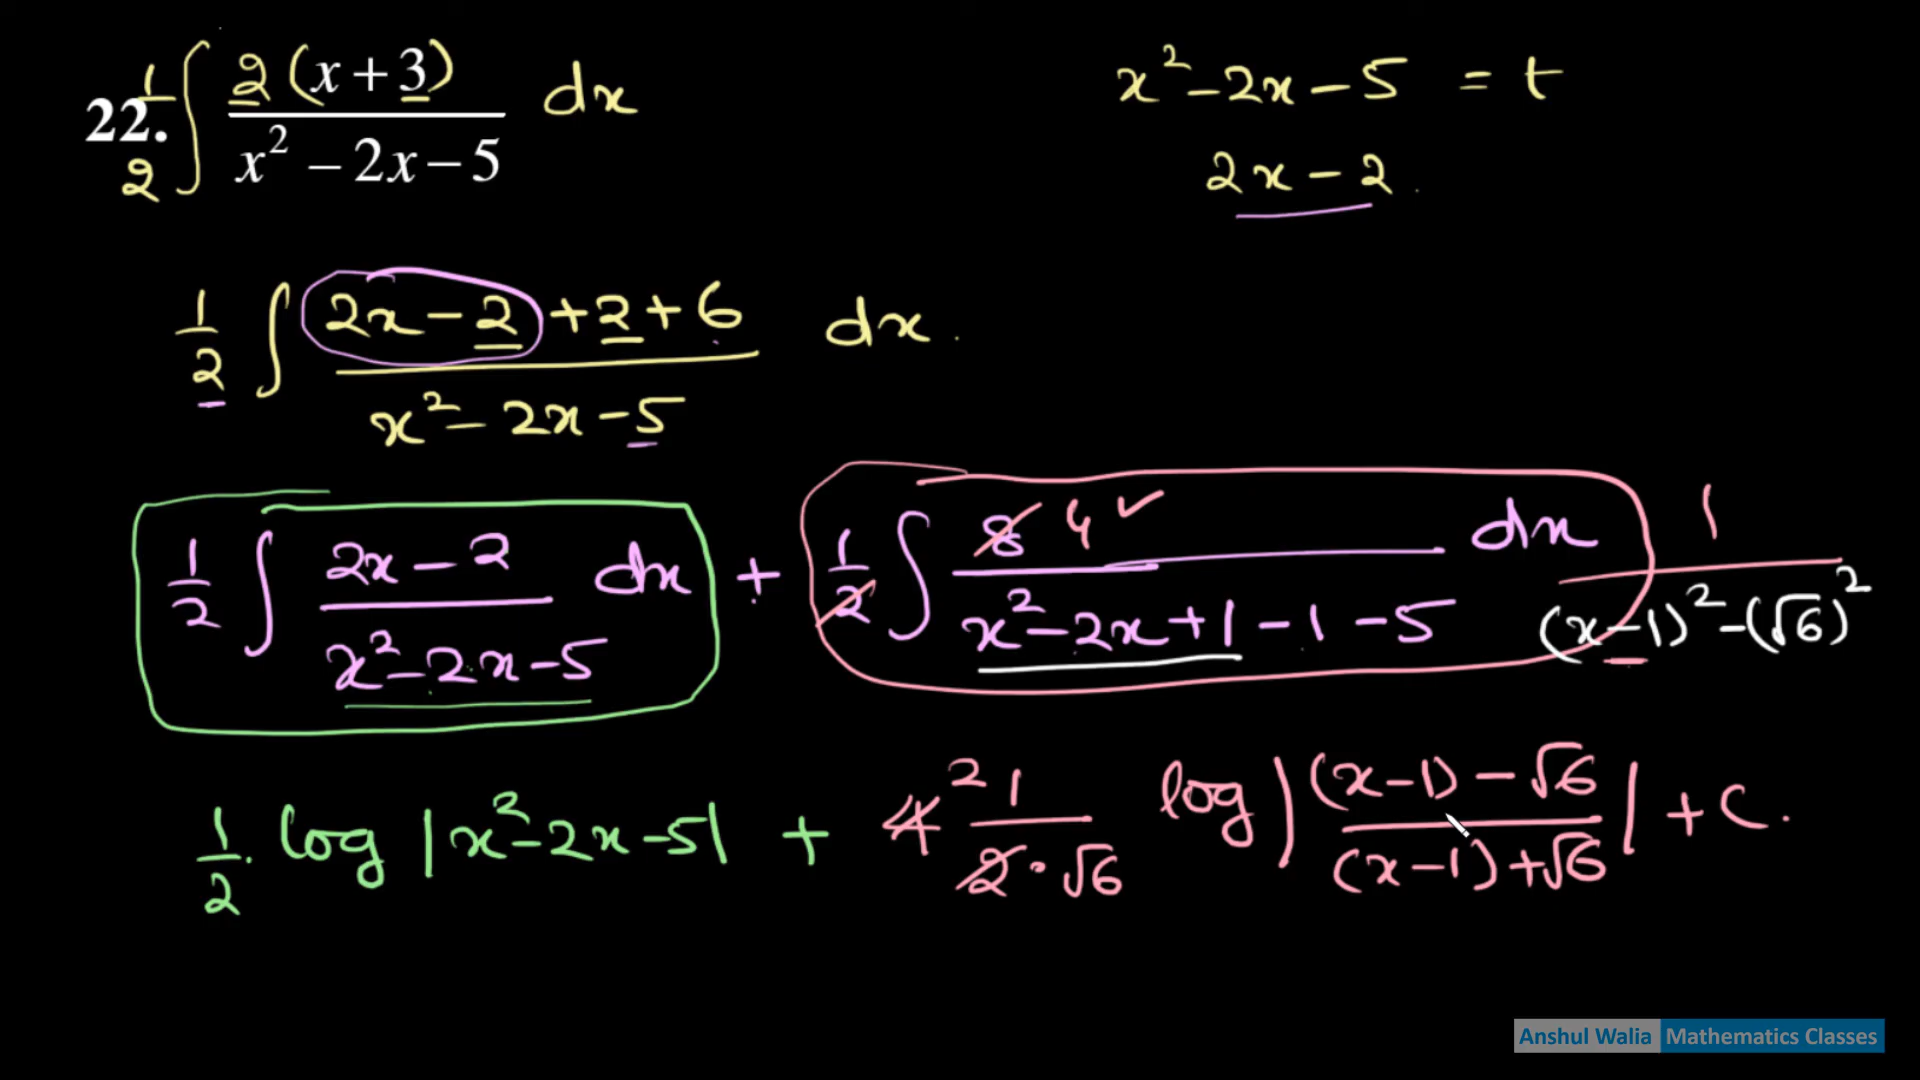 22. 1/2 ∫ 2(x+3)/(x² – 2x – 5) dx
x² – 2x – 5 = t
2x – 2
1/2 ∫ (2x – 2 + 2 + 6)/(x² – 2x – 5) dx.
1/2 ∫ (2x – 2)/(x² – 2x – 5) dx + 1/2 ∫ 8 4 ✓/(x² – 2x + 1 – 1 – 5) dx 1/((x – 1)² – (√6)²)
1/2 . log |x² – 2x – 5| + 4 2 1/(2 · √6) log |((x – 1) – √6)/((x – 1) + √6)| + C.
Anshul Walia Mathematics Classes